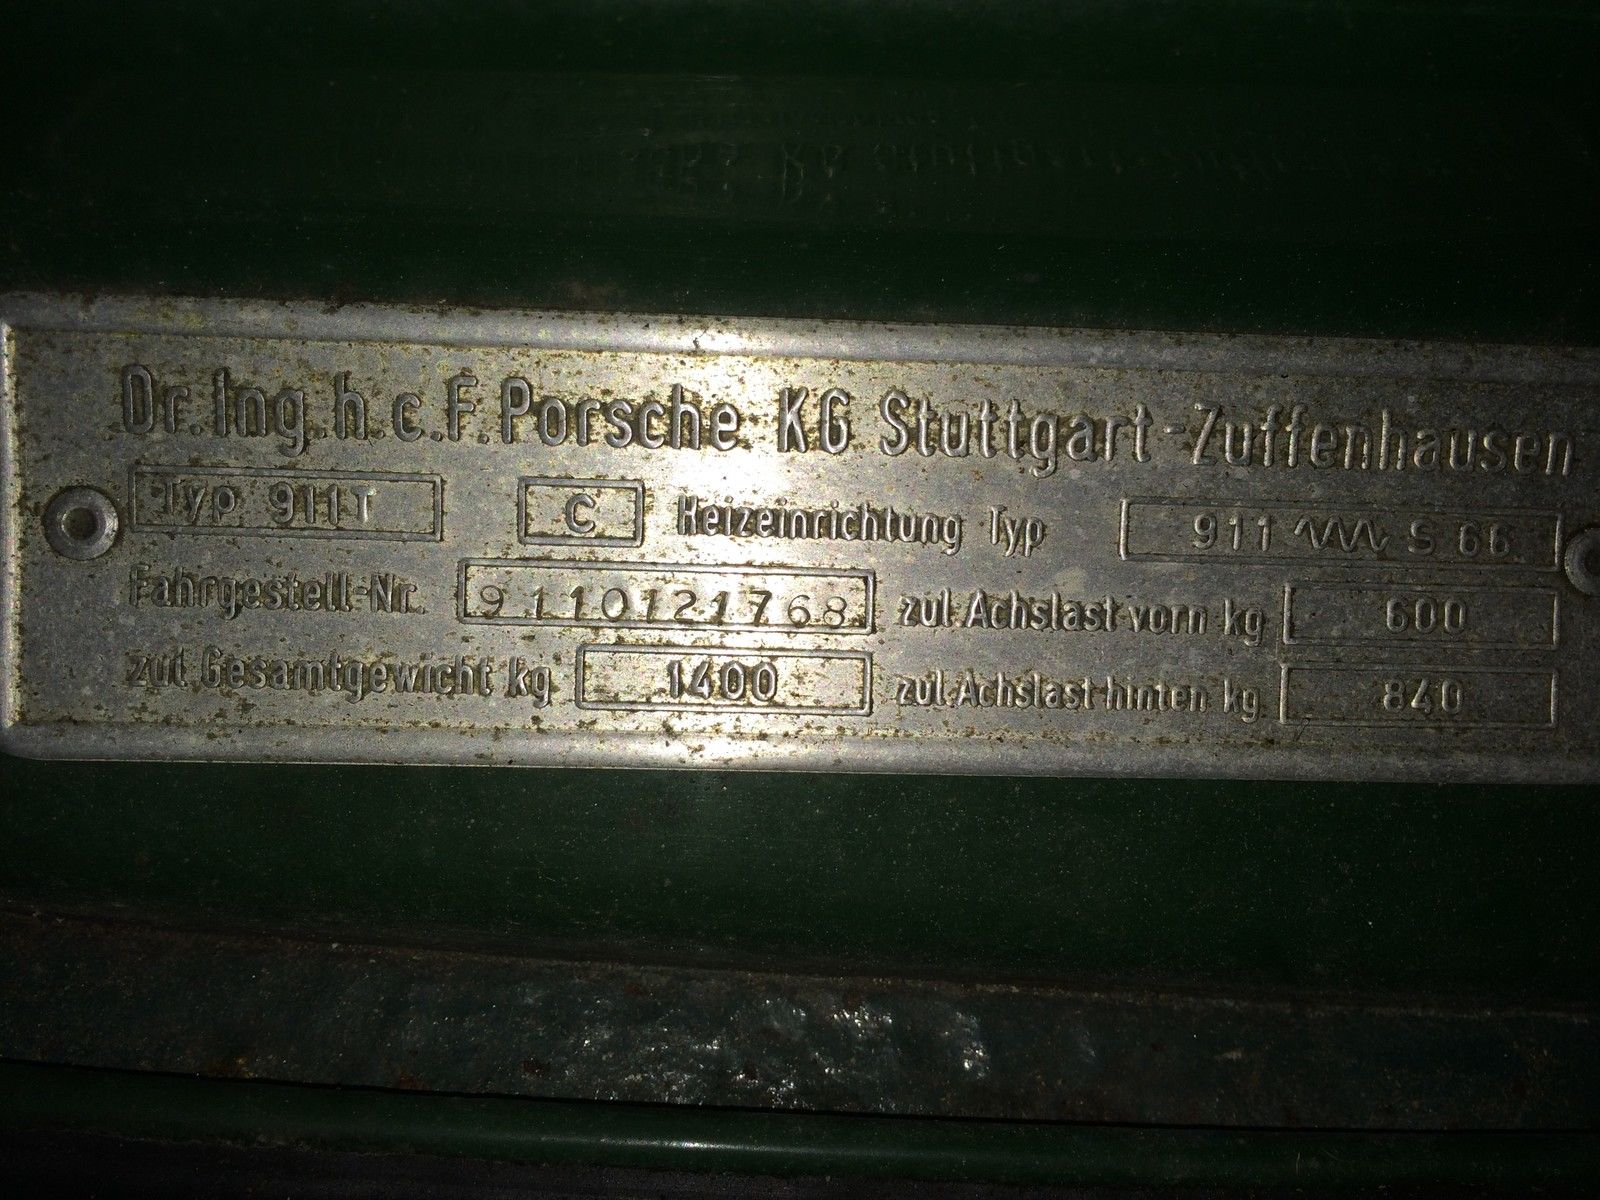 Dr.Ing.h.c.F.Porsche KG Stuttgart-Zuffenhausen
Typ 911T C Heizeinrichtung Typ 911 S 66
Fahrgestell-Nr. 9110121768 zul.Achslast vorn kg 600
zul.Gesamtgewicht kg 1400 zul.Achslast hinten kg 840